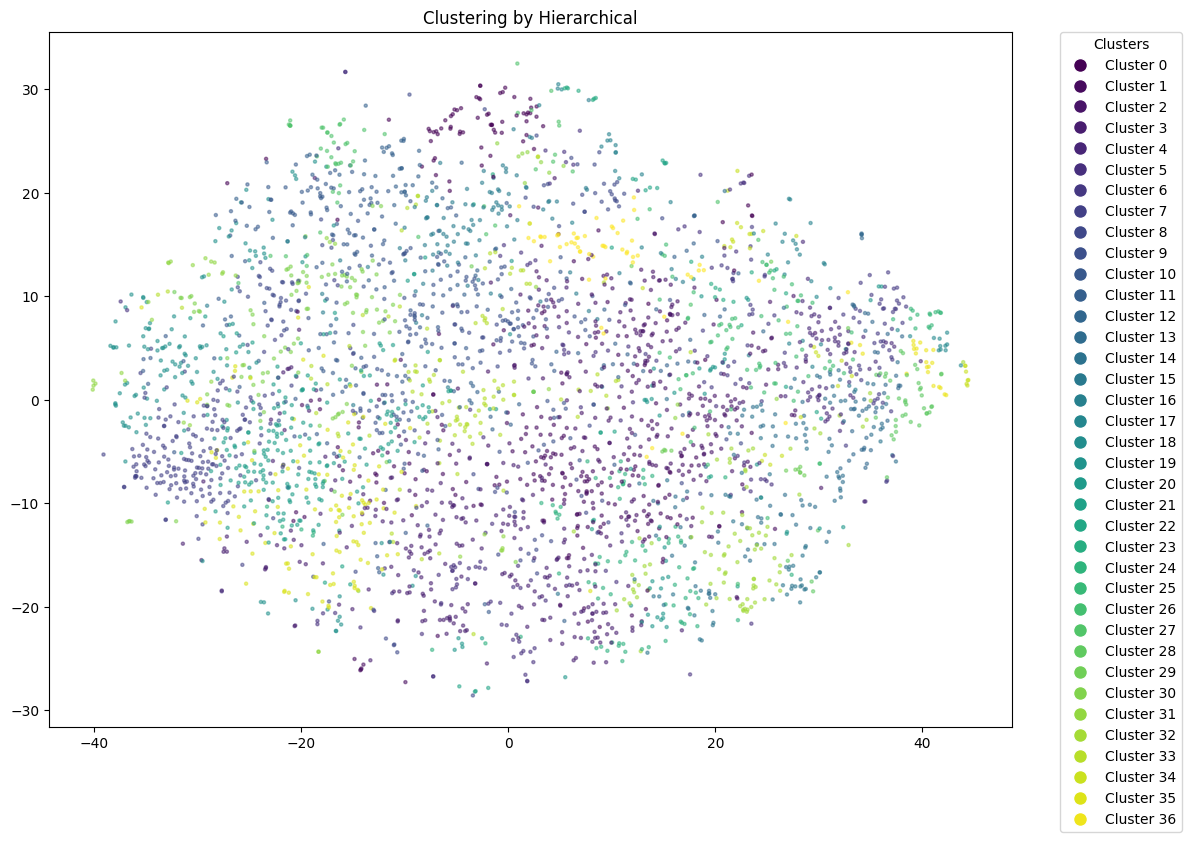 Clustering by Hierarchical
30
20
10
0
−10
−20
−30
−40
−20
0
20
40
Clusters
Cluster 0
Cluster 1
Cluster 2
Cluster 3
Cluster 4
Cluster 5
Cluster 6
Cluster 7
Cluster 8
Cluster 9
Cluster 10
Cluster 11
Cluster 12
Cluster 13
Cluster 14
Cluster 15
Cluster 16
Cluster 17
Cluster 18
Cluster 19
Cluster 20
Cluster 21
Cluster 22
Cluster 23
Cluster 24
Cluster 25
Cluster 26
Cluster 27
Cluster 28
Cluster 29
Cluster 30
Cluster 31
Cluster 32
Cluster 33
Cluster 34
Cluster 35
Cluster 36